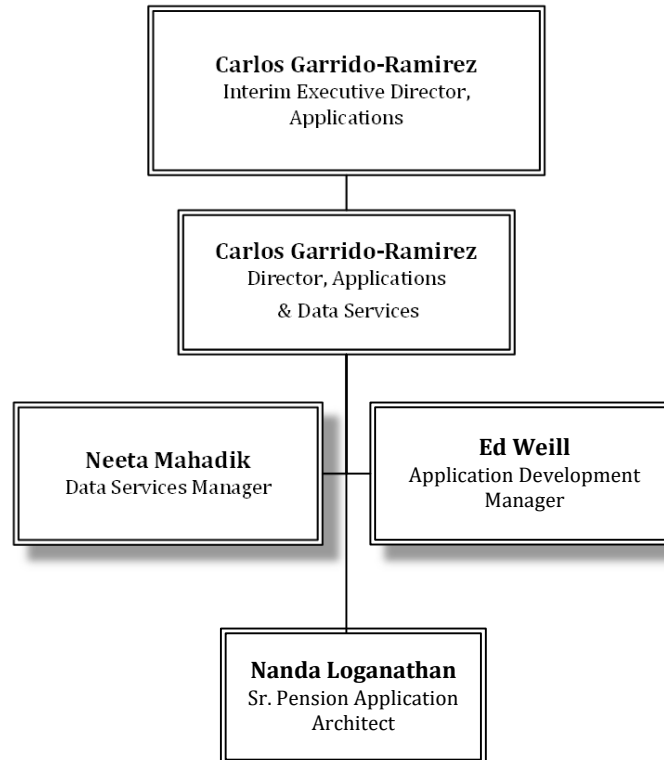 Carlos Garrido-Ramirez
Interim Executive Director,
Applications
Carlos Garrido-Ramirez
Director, Applications
& Data Services
Neeta Mahadik
Data Services Manager
Ed Weill
Application Development
Manager
Nanda Loganathan
Sr. Pension Application
Architect